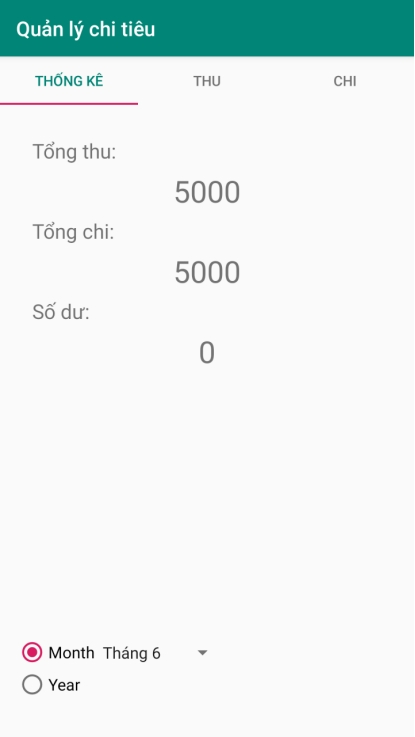 Quản lý chi tiêu
THỐNG KÊ THU CHI
Tổng thu:
5000
Tổng chi:
5000
Số dư:
0
Month Tháng 6
Year